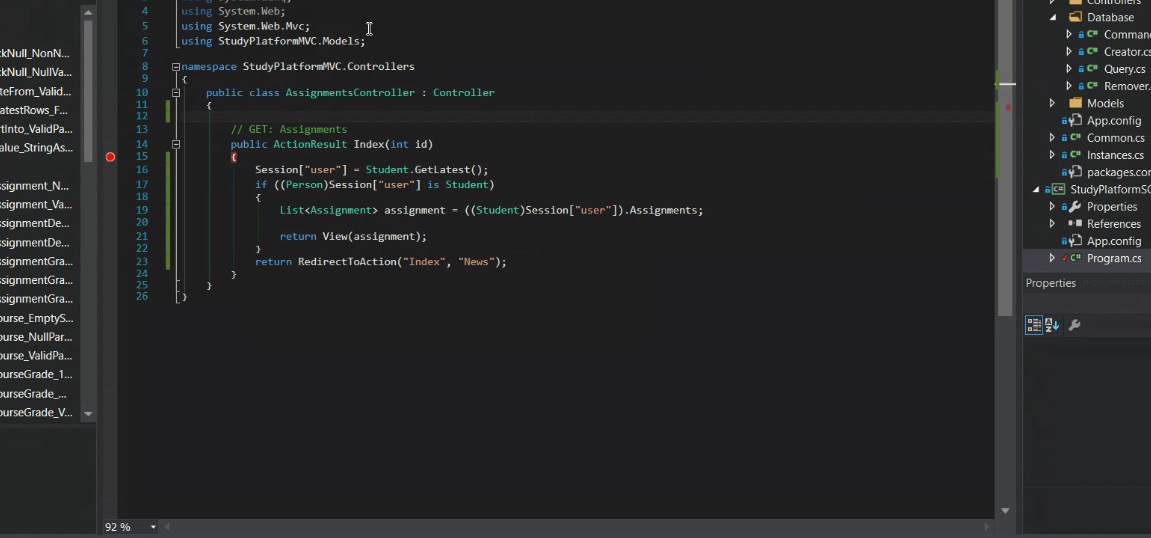 4 using System.Web;
5 using System.Web.Mvc;
6 using StudyPlatformMVC.Models;
7
8 namespace StudyPlatformMVC.Controllers
9 {
10 public class AssignmentsController : Controller
11 {
12
13 // GET: Assignments
14 public ActionResult Index(int id)
15 {
16 Session["user"] = Student.GetLatest();
17 if ((Person)Session["user"] is Student)
18 {
19 List<Assignment> assignment = ((Student)Session["user"]).Assignments;
20
21 return View(assignment);
22 }
23 return RedirectToAction("Index", "News");
24 }
25 }
26 }
92 %
ckNull_NonN...
ckNull_NullVa...
ateFrom_Valid...
atestRows_F...
rtInto_ValidPa...
alue_StringAs...
ssignment_N...
ssignment_Va...
ssignmentDe...
ssignmentDe...
ssignmentGra...
ssignmentGra...
ssignmentGra...
ourse_EmptyS...
ourse_NullPar...
ourse_ValidPa...
ourseGrade_1...
ourseGrade_...
ourseGrade_V...
Controllers
Database
Comman
Creator.cs
Query.cs
Remover.
Models
App.config
Common.cs
Instances.cs
packages.con
StudyPlatformSC
Properties
References
App.config
Program.cs
Properties